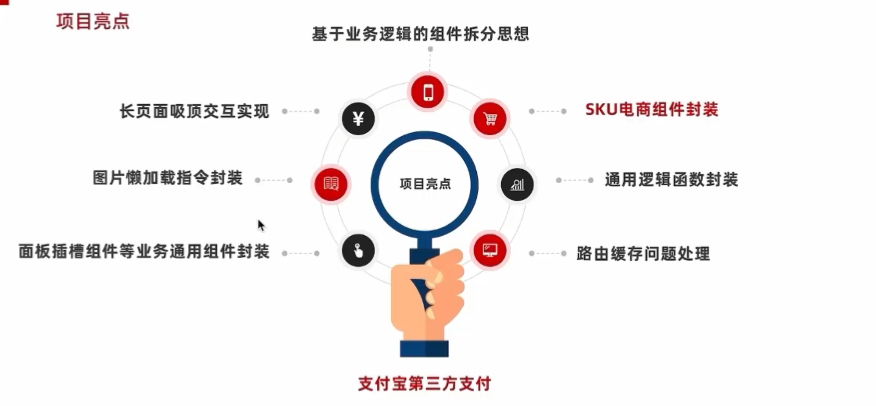 项目亮点
基于业务逻辑的组件拆分思想
长页面吸顶交互实现
SKU电商组件封装
¥
图片懒加载指令封装
项目亮点
通用逻辑函数封装
面板插槽组件等业务通用组件封装
路由缓存问题处理
支付宝第三方支付